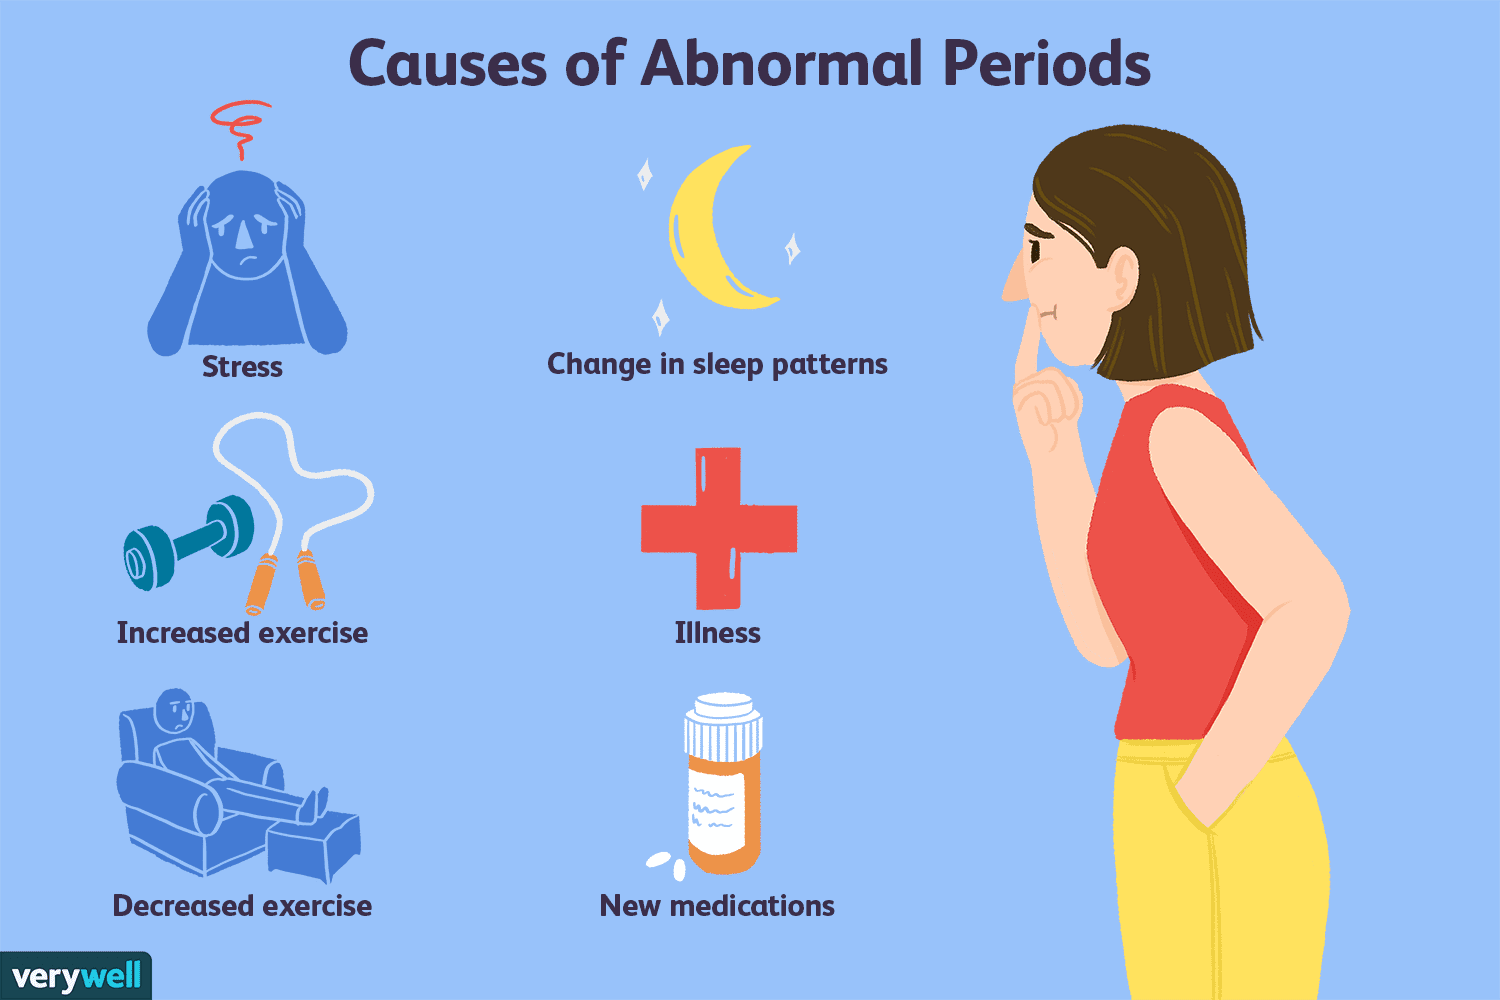 Causes of Abnormal Periods
Stress
Change in sleep patterns
Increased exercise
Illness
Decreased exercise
New medications
verywell